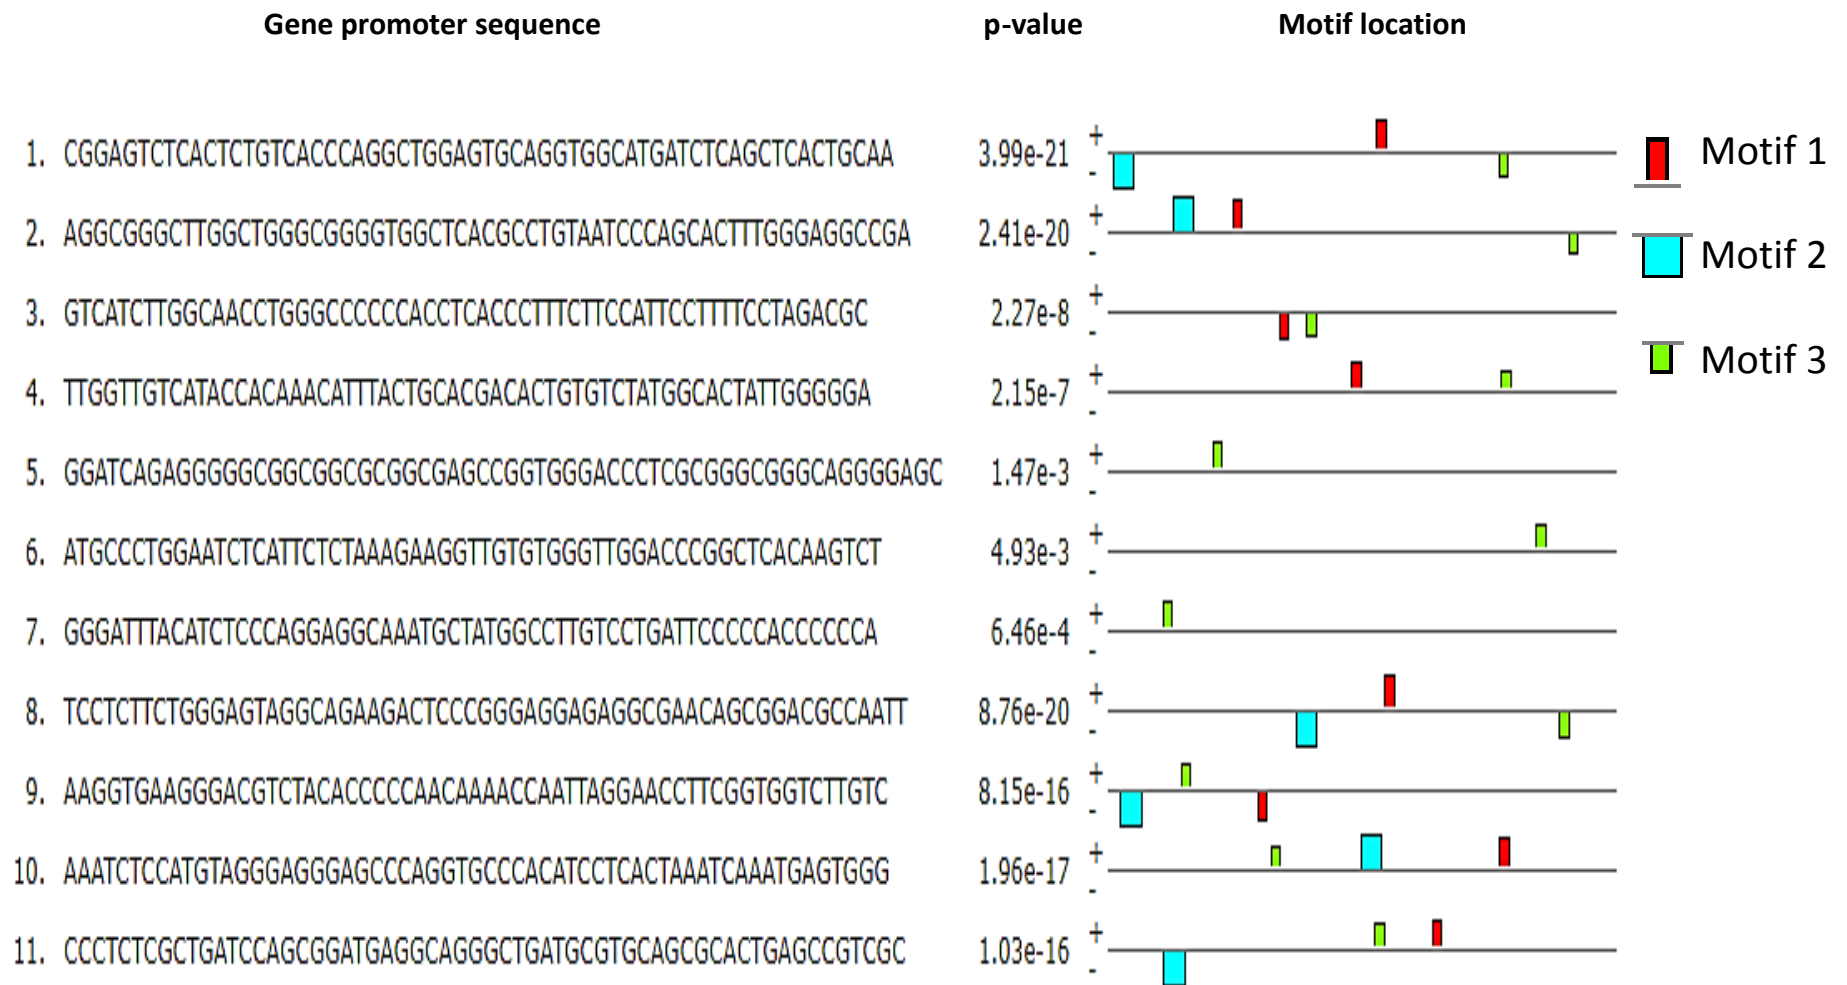 Gene promoter sequence p-value Motif location
1. CGGAGTCTCACTCTGTCACCCAGGCTGGAGTGCAGGTGGCATGATCTCAGCTCACTGCAA 3.99e-21 + -
Motif 1
2. AGGCGGGCTTGGCTGGGCGGGGTGGCTCACGCCTGTAATCCCAGCACTTTGGGAGGCCGA 2.41e-20 + -
Motif 2
3. GTCATCTTGGCAACCTGGGCCCCCCACCTCACCCTTTCTTCCATTCCTTTTCCTAGACGC 2.27e-8 + -
Motif 3
4. TTGGTTGTCATACCACAAACATTTACTGCACGACACTGTGTCTATGGCACTATTGGGGGA 2.15e-7 + -
5. GGATCAGAGGGGGCGGCGGCGCGGCGAGCCGGTGGGACCCTCGCGGGCGGGCAGGGGAGC 1.47e-3 + -
6. ATGCCCTGGAATCTCATTCTCTAAAGAAGGTTGTGTGGGTTGGACCCGGCTCACAAGTCT 4.93e-3 + -
7. GGGATTTACATCTCCCAGGAGGCAAATGCTATGGCCTTGTCCTGATTCCCCCACCCCCCA 6.46e-4 + -
8. TCCTCTTCTGGGAGTAGGCAGAAGACTCCCGGGAGGAGAGGCGAACAGCGGACGCCAATT 8.76e-20 + -
9. AAGGTGAAGGGACGTCTACACCCCCAACAAAACCAATTAGGAACCTTCGGTGGTCTTGTC 8.15e-16 + -
10. AAATCTCCATGTAGGGAGGGAGCCCAGGTGCCCACATCCTCACTAAATCAAATGAGTGGG 1.96e-17 + -
11. CCCTCTCGCTGATCCAGCGGATGAGGCAGGGCTGATGCGTGCAGCGCACTGAGCCGTCGC 1.03e-16 + -